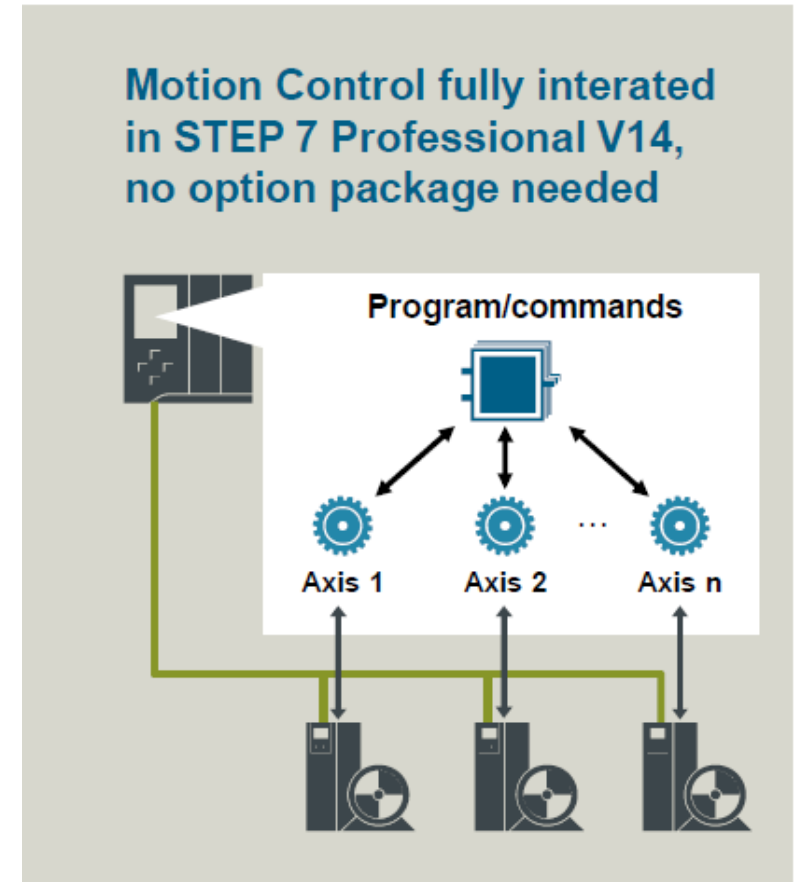 Motion Control fully interated
in STEP 7 Professional V14,
no option package needed
Program/commands
...
Axis 1 Axis 2 Axis n